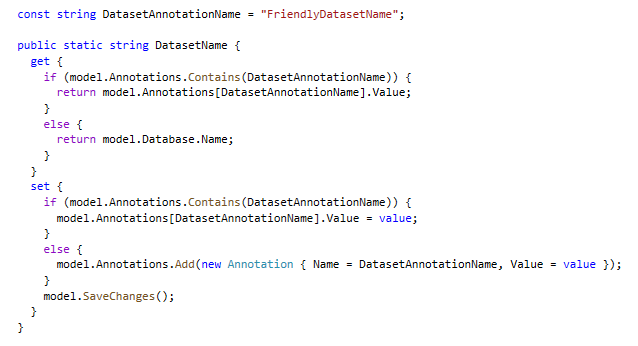 const string DatasetAnnotationName = "FriendlyDatasetName";

public static string DatasetName {
  get {
    if (model.Annotations.Contains(DatasetAnnotationName)) {
      return model.Annotations[DatasetAnnotationName].Value;
    }
    else {
      return model.Database.Name;
    }
  }
  set {
    if (model.Annotations.Contains(DatasetAnnotationName)) {
      model.Annotations[DatasetAnnotationName].Value = value;
    }
    else {
      model.Annotations.Add(new Annotation { Name = DatasetAnnotationName, Value = value });
    }
    model.SaveChanges();
  }
}